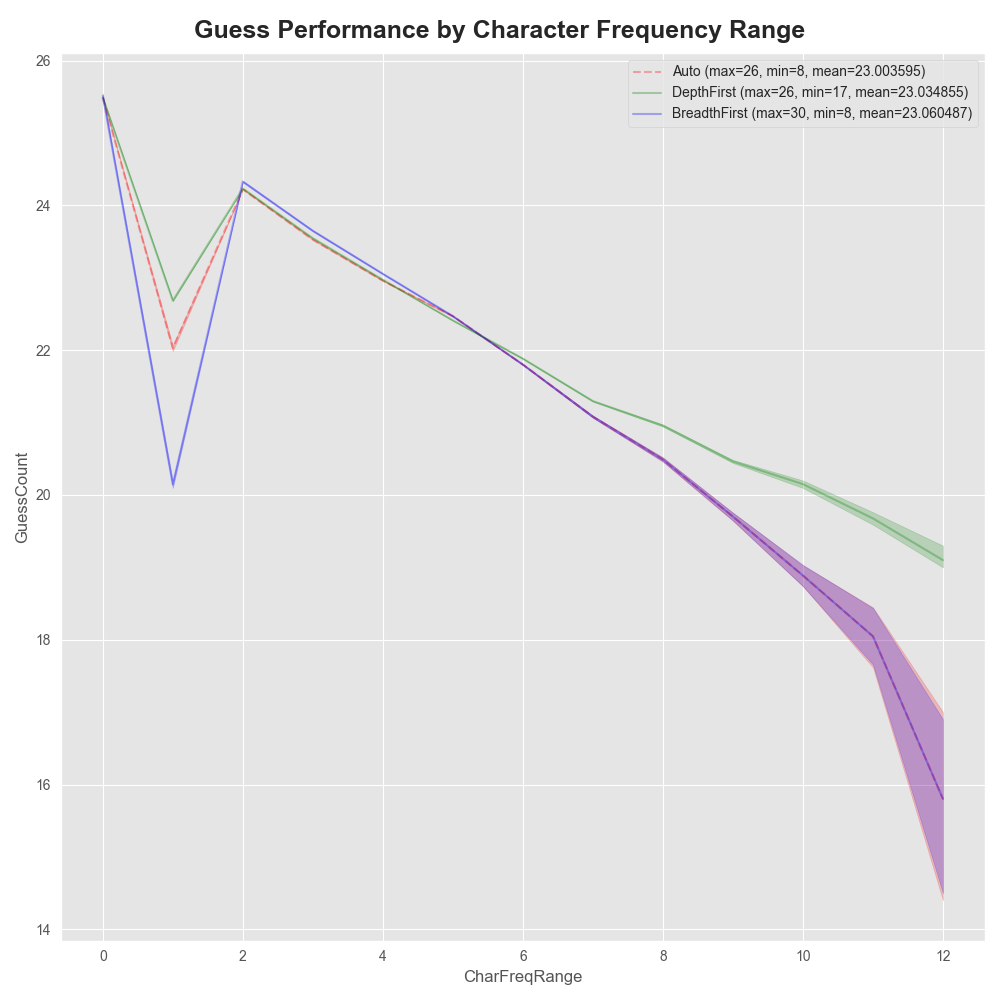 Guess Performance by Character Frequency Range
Auto (max=26, min=8, mean=23.003595)
DepthFirst (max=26, min=17, mean=23.034855)
BreadthFirst (max=30, min=8, mean=23.060487)
GuessCount
26
24
22
20
18
16
14
0 2 4 6 8 10 12
CharFreqRange